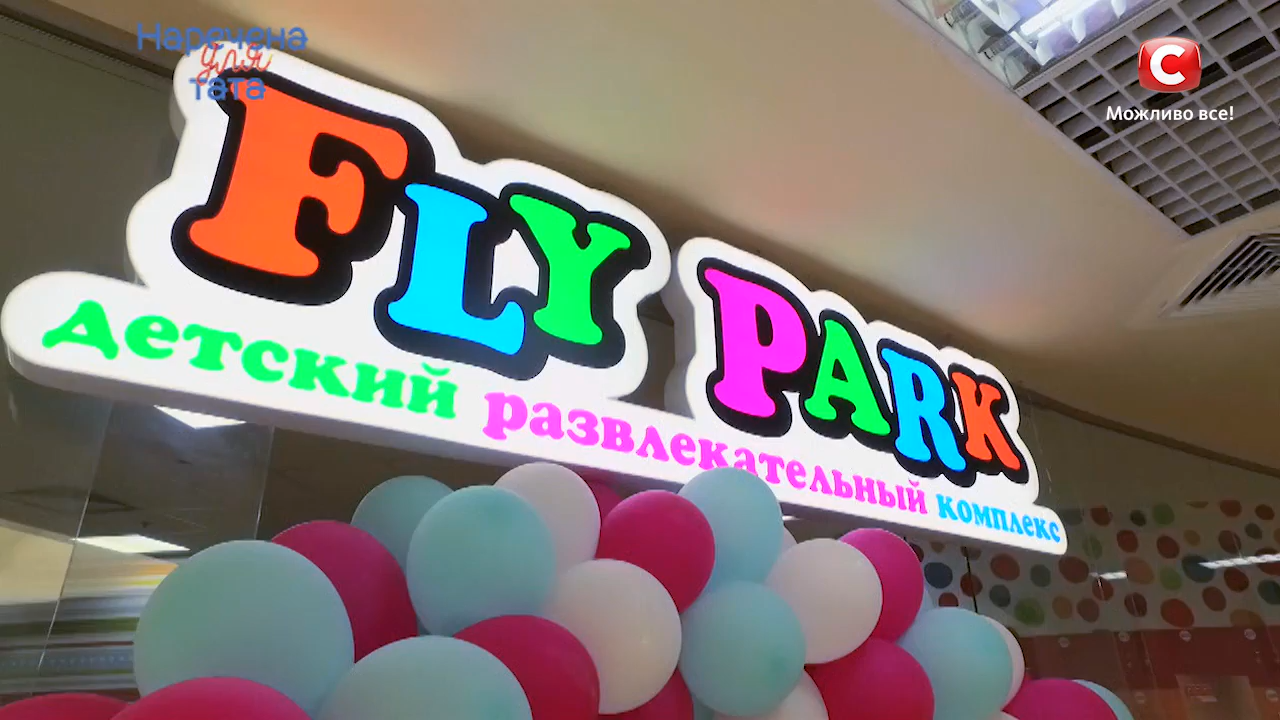 Наречена
для
тата
С
Можливо все!
FLY PARK
детский развлекательный комплекс